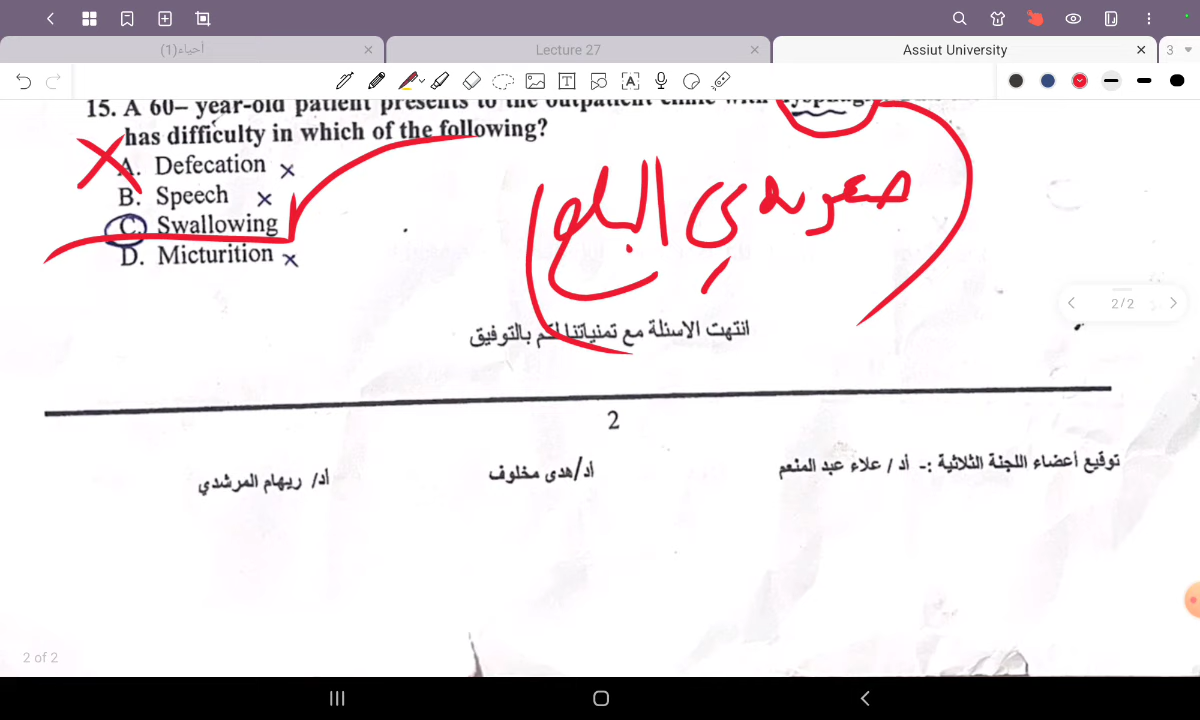 أحياء(1)
Lecture 27
Assiut University
3
15. A 60– year-old patient presents to the outpatient clinic with
has difficulty in which of the following?
A. Defecation x
B. Speech x
C. Swallowing
D. Micturition x
صعوبة في البلع
2/2
انتهت الاسئلة مع تمنياتنا لكم بالتوفيق
2
توقيع أعضاء اللجنة الثلاثية :- أد / علاء عبد المنعم
أد/هدى مخلوف
أد/ ريهام المرشدي
2 of 2